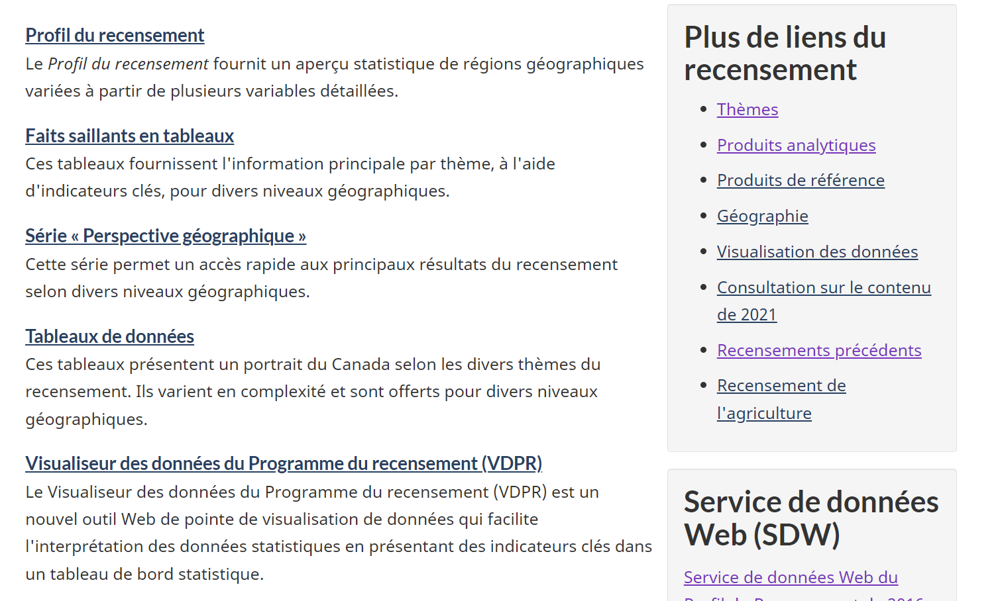 Profil du recensement
Le Profil du recensement fournit un aperçu statistique de régions géographiques
variées à partir de plusieurs variables détaillées.
Faits saillants en tableaux
Ces tableaux fournissent l'information principale par thème, à l'aide
d'indicateurs clés, pour divers niveaux géographiques.
Série « Perspective géographique »
Cette série permet un accès rapide aux principaux résultats du recensement
selon divers niveaux géographiques.
Tableaux de données
Ces tableaux présentent un portrait du Canada selon les divers thèmes du
recensement. Ils varient en complexité et sont offerts pour divers niveaux
géographiques.
Visualiseur des données du Programme du recensement (VDPR)
Le Visualiseur des données du Programme du recensement (VDPR) est un
nouvel outil Web de pointe de visualisation de données qui facilite
l'interprétation des données statistiques en présentant des indicateurs clés dans
un tableau de bord statistique.
Plus de liens du
recensement
Thèmes
Produits analytiques
Produits de référence
Géographie
Visualisation des données
Consultation sur le contenu
de 2021
Recensements précédents
Recensement de
l'agriculture
Service de données
Web (SDW)
Service de données Web du